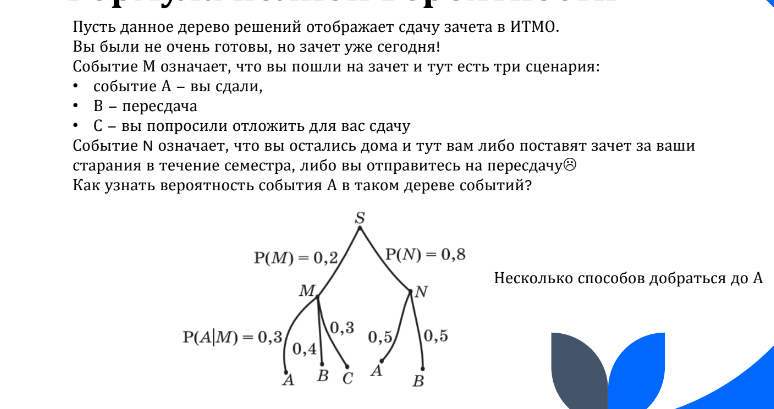 Формула полной вероятности
Пусть данное дерево решений отображает сдачу зачета в ИТМО.
Вы были не очень готовы, но зачет уже сегодня!
Событие M означает, что вы пошли на зачет и тут есть три сценария:
• событие A – вы сдали,
• B – пересдача
• C – вы попросили отложить для вас сдачу
Событие N означает, что вы остались дома и тут вам либо поставят зачет за ваши
старания в течение семестра, либо вы отправитесь на пересдачу☹
Как узнать вероятность события A в таком дереве событий?
S
P(M) = 0,2
P(N) = 0,8
Несколько способов добраться до A
M
N
P(A|M) = 0,3
0,4
0,3
0,5
0,5
A
B
C
A
B